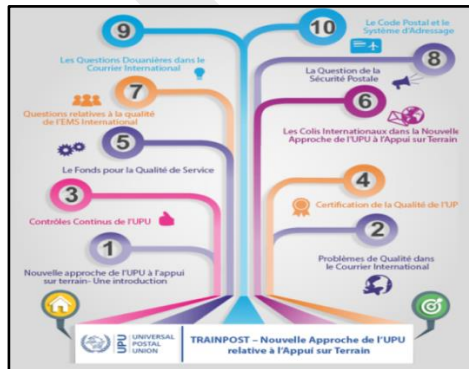 9
Les Questions Douanières dans le
Courrier International
10
Le Code Postal et le
Système d'Adressage
7
Questions relatives à la qualité
de l'EMS International
8
La Question de la
Sécurité Postale
5
Le Fonds pour la Qualité de Service
6
Les Colis Internationaux dans la Nouvelle
Approche de l'UPU à l'Appui sur Terrain
3
Contrôles Continus de l'UPU
4
Certification de la Qualité de l'UP
1
Nouvelle approche de l'UPU à l'appui
sur terrain- Une introduction
2
Problèmes de Qualité dans
le Courrier International
UPU
UNIVERSAL
POSTAL
UNION
TRAINPOST – Nouvelle Approche de l'UPU
relative à l'Appui sur Terrain